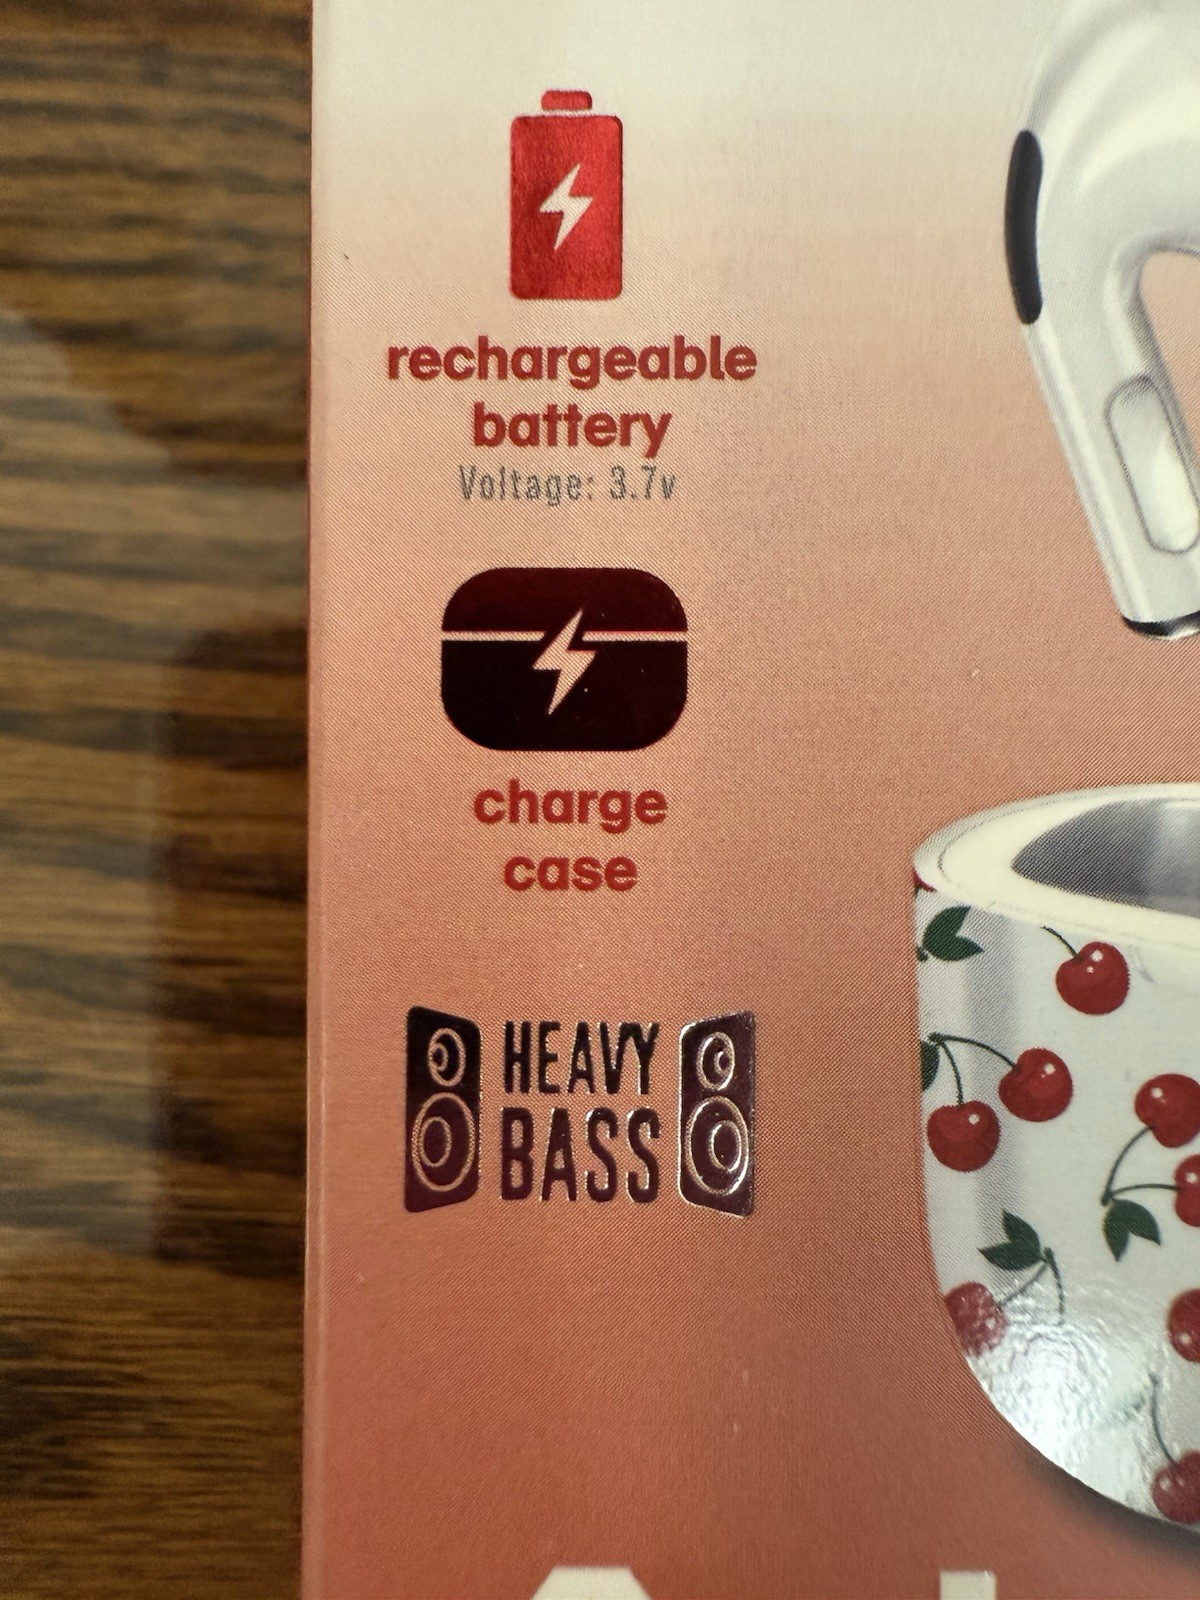 rechargeable
battery
Voltage: 3.7v
charge
case
HEAVY
BASS